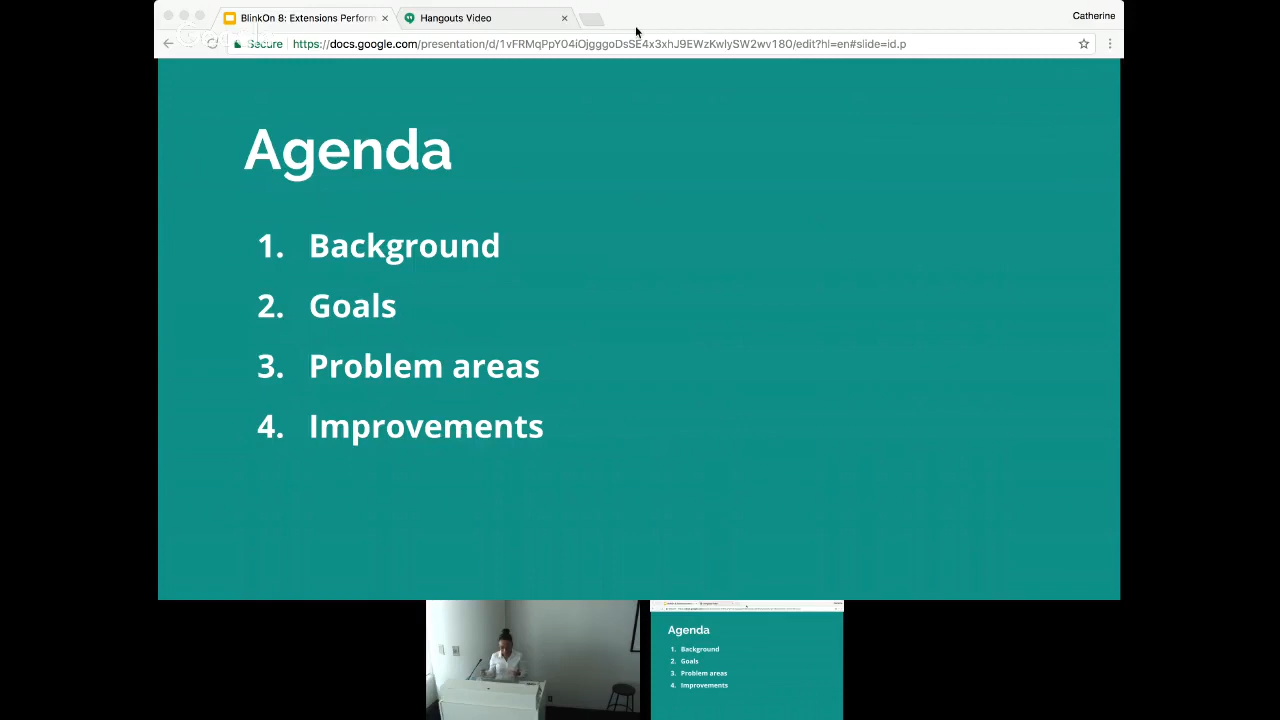 BlinkOn 8: Extensions Perform
Hangouts Video
Catherine
Secure
https://docs.google.com/presentation/d/1vFRMqPpY04iOjgggoDsSE4x3xhJ9EWzKwlySW2wv180/edit?hl=en#slide=id.p
Agenda
1. Background
2. Goals
3. Problem areas
4. Improvements
Agenda
1. Background
2. Goals
3. Problem areas
4. Improvements